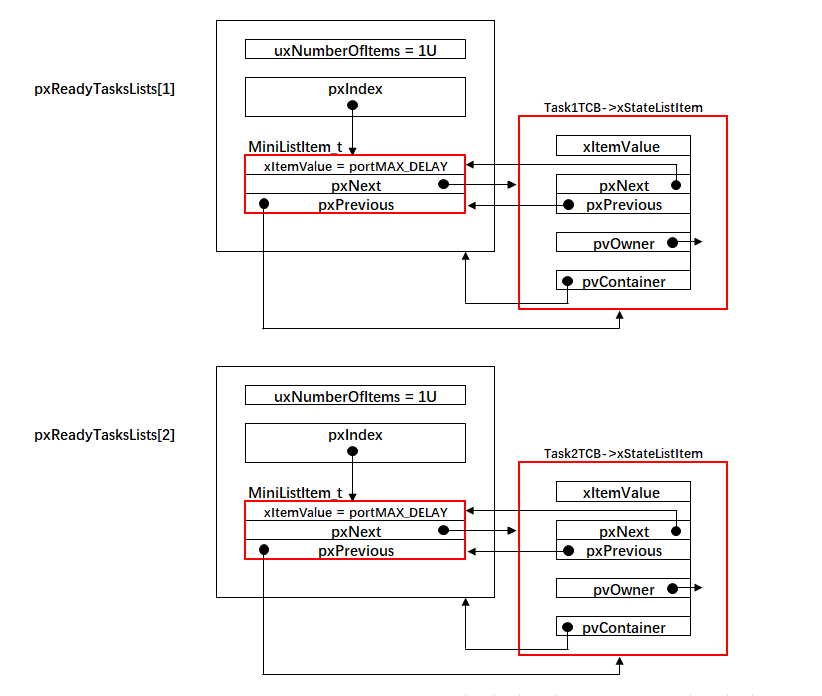 uxNumberOfItems = 1U
pxReadyTasksLists[1]
pxIndex
Task1TCB->xStateListItem
MiniListItem_t
xItemValue
xItemValue = portMAX_DELAY
pxNext
pxNext
pxPrevious
pxPrevious
pvOwner
pvContainer
uxNumberOfItems = 1U
pxReadyTasksLists[2]
pxIndex
Task2TCB->xStateListItem
MiniListItem_t
xItemValue
xItemValue = portMAX_DELAY
pxNext
pxNext
pxPrevious
pxPrevious
pvOwner
pvContainer